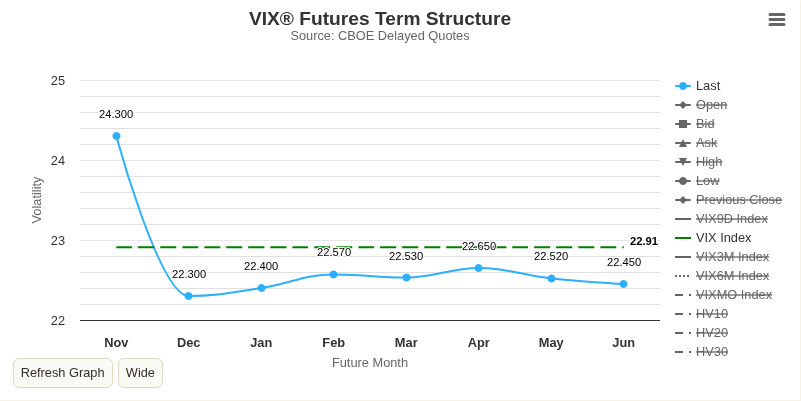 VIX® Futures Term Structure
Source: CBOE Delayed Quotes
Volatility
25
24
23
22
24.300
22.300
22.400
22.570
22.530
22.650
22.520
22.450
22.91
Nov Dec Jan Feb Mar Apr May Jun
Future Month
Last
Open
Bid
Ask
High
Low
Previous Close
VIX9D Index
VIX Index
VIX3M Index
VIX6M Index
VIXMO Index
HV10
HV20
HV30
Refresh Graph Wide